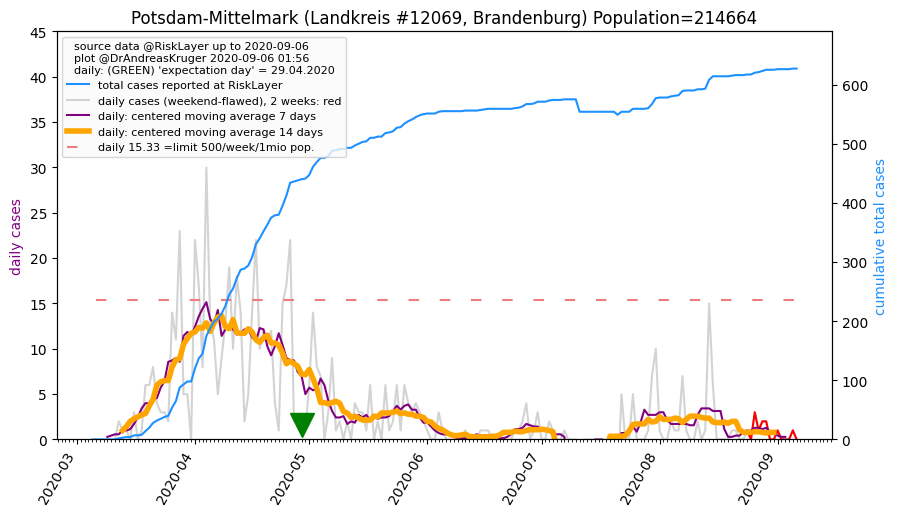 Potsdam-Mittelmark (Landkreis #12069, Brandenburg) Population=214664
source data @RiskLayer up to 2020-09-06
plot @DrAndreasKruger 2020-09-06 01:56
daily: (GREEN) 'expectation day' = 29.04.2020
total cases reported at RiskLayer
daily cases (weekend-flawed), 2 weeks: red
daily: centered moving average 7 days
daily: centered moving average 14 days
daily 15.33 =limit 500/week/1mio pop.
daily cases
45
40
35
30
25
20
15
10
5
0
cumulative total cases
600
500
400
300
200
100
0
2020-03
2020-04
2020-05
2020-06
2020-07
2020-08
2020-09